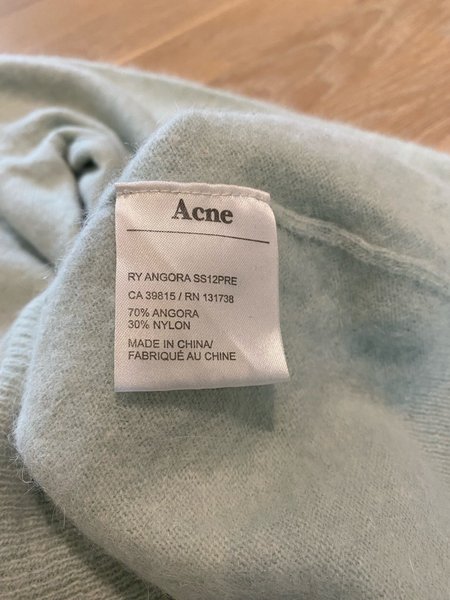 Acne
RY ANGORA SS12PRE
CA 39815 / RN 131738
70% ANGORA
30% NYLON
MADE IN CHINA/
FABRIQUÉ AU CHINE